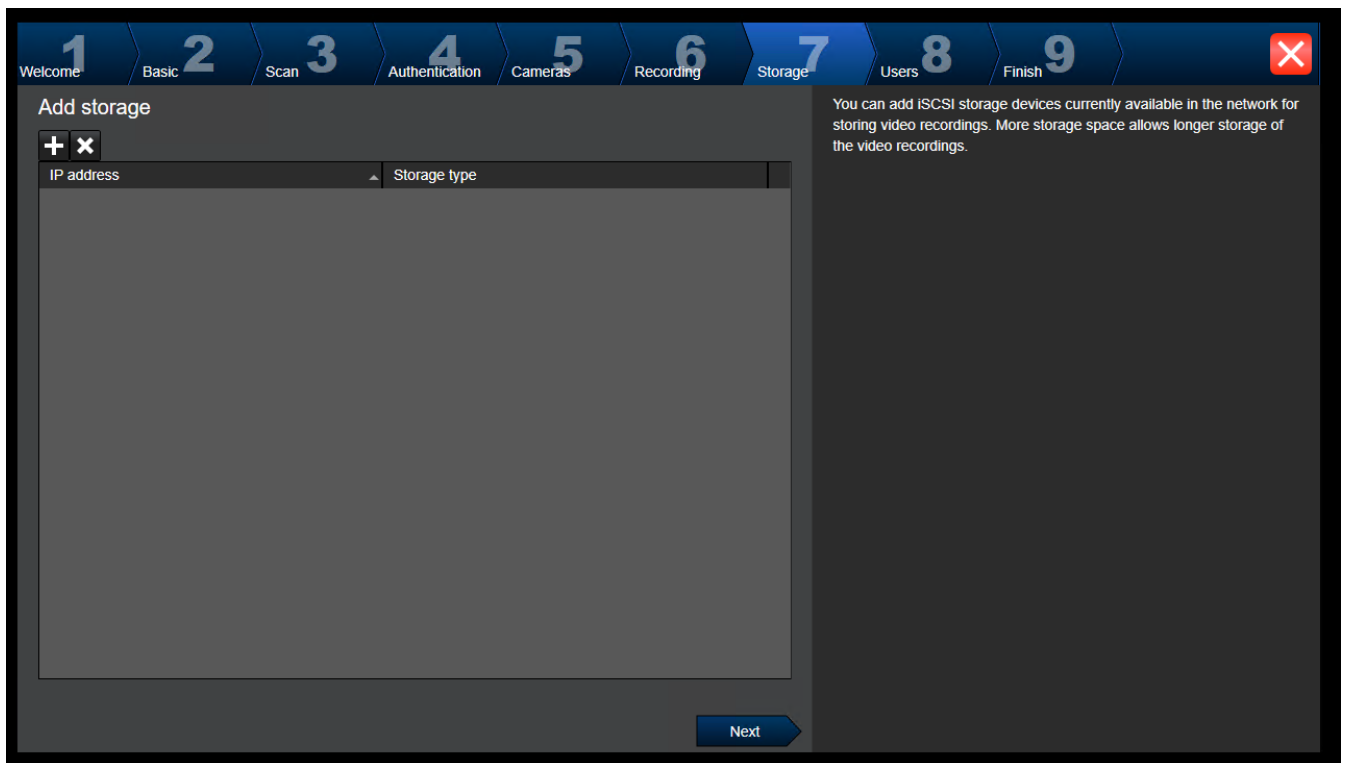 1 Welcome
2 Basic
3 Scan
4 Authentication
5 Cameras
6 Recording
7 Storage
8 Users
9 Finish
Add storage
IP address
Storage type
Next
You can add iSCSI storage devices currently available in the network for
storing video recordings. More storage space allows longer storage of
the video recordings.